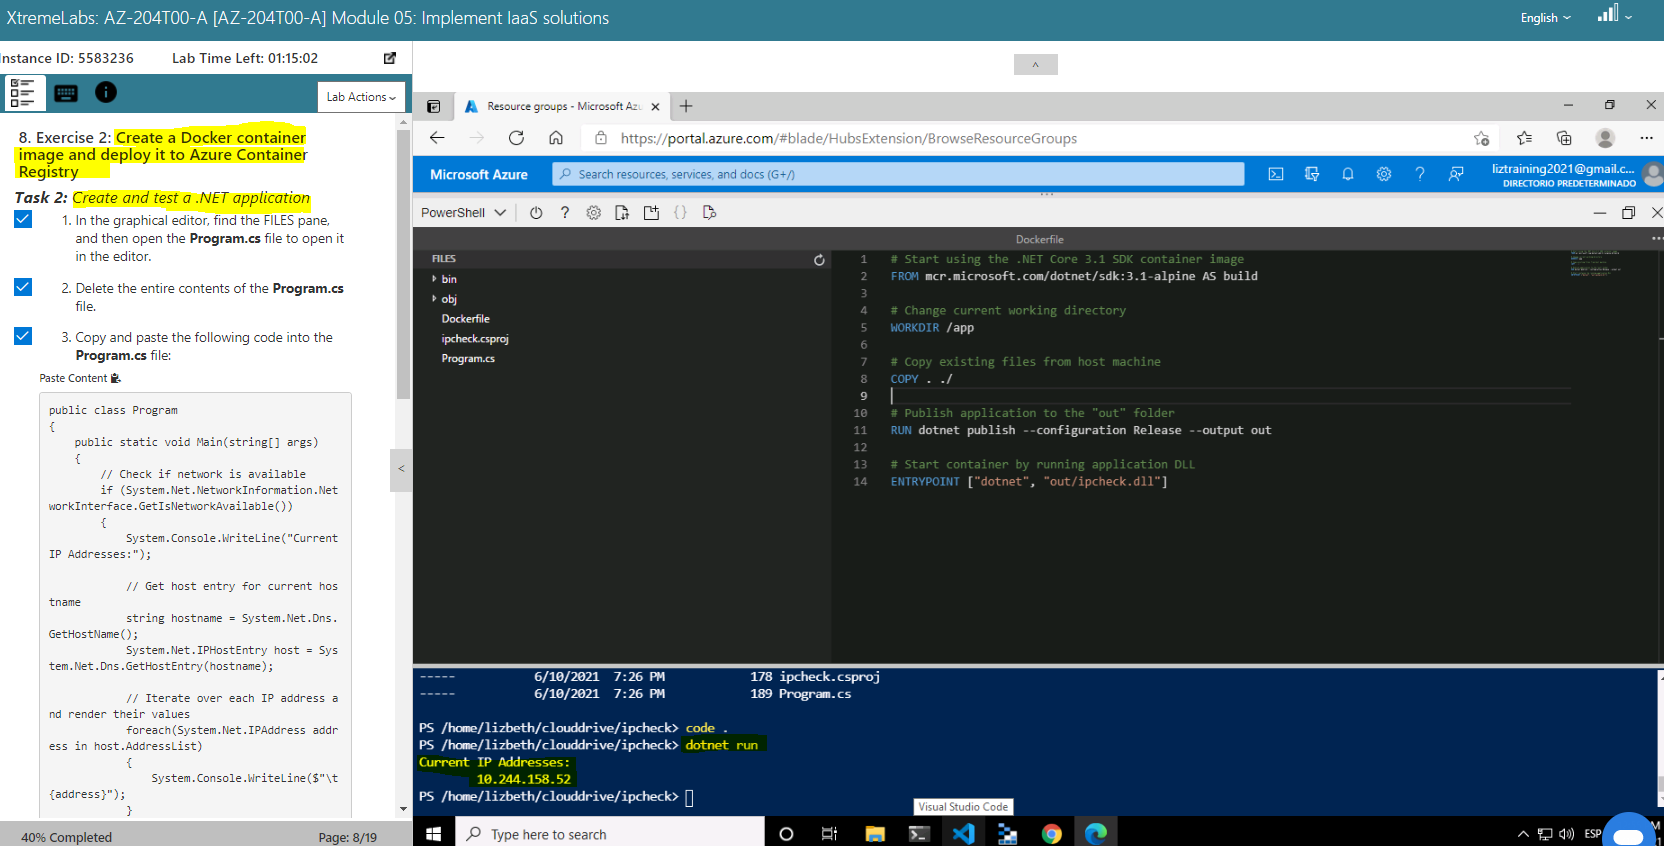 XtremeLabs: AZ-204T00-A [AZ-204T00-A] Module 05: Implement IaaS solutions
English
nstance ID: 5583236
Lab Time Left: 01:15:02
Lab Actions
8. Exercise 2: Create a Docker container
image and deploy it to Azure Container
Registry
Task 2: Create and test a .NET application
1. In the graphical editor, find the FILES pane,
and then open the Program.cs file to open it
in the editor.
2. Delete the entire contents of the Program.cs
file.
3. Copy and paste the following code into the
Program.cs file:
Paste Content
public class Program
{
public static void Main(string[] args)
{
// Check if network is available
if (System.Net.NetworkInformation.Net
workInterface.GetIsNetworkAvailable())
{
System.Console.WriteLine("Current
IP Addresses:");
// Get host entry for current hos
tname
string hostname = System.Net.Dns.
GetHostName();
System.Net.IPHostEntry host = Sys
tem.Net.Dns.GetHostEntry(hostname);
// Iterate over each IP address a
nd render their values
foreach(System.Net.IPAddress addr
ess in host.AddressList)
{
System.Console.WriteLine($"\t
{address}");
}
40% Completed
Page: 8/19
Resource groups - Microsoft Azu
https://portal.azure.com/#blade/HubsExtension/BrowseResourceGroups
Microsoft Azure
Search resources, services, and docs (G+/)
liztraining2021@gmail.c...
DIRECTORIO PREDETERMINADO
PowerShell
Dockerfile
FILES
bin
obj
Dockerfile
ipcheck.csproj
Program.cs
1 # Start using the .NET Core 3.1 SDK container image
2 FROM mcr.microsoft.com/dotnet/sdk:3.1-alpine AS build
3
4 # Change current working directory
5 WORKDIR /app
6
7 # Copy existing files from host machine
8 COPY . ./
9
10 # Publish application to the "out" folder
11 RUN dotnet publish --configuration Release --output out
12
13 # Start container by running application DLL
14 ENTRYPOINT ["dotnet", "out/ipcheck.dll"]
----- 6/10/2021 7:26 PM 178 ipcheck.csproj
----- 6/10/2021 7:26 PM 189 Program.cs
PS /home/lizbeth/clouddrive/ipcheck> code .
PS /home/lizbeth/clouddrive/ipcheck> dotnet run
Current IP Addresses:
10.244.158.52
PS /home/lizbeth/clouddrive/ipcheck>
Visual Studio Code
Type here to search
ESP